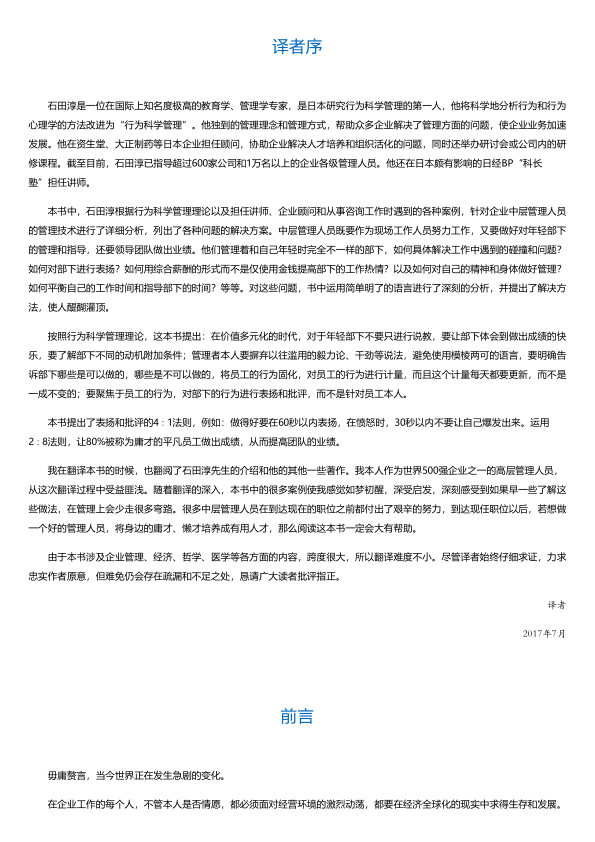 译者序
石田淳是一位在国际上知名度极高的教育学、管理学专家，是日本研究行为科学管理的第一人，他将科学地分析行为和行为
心理学的方法改进为“行为科学管理”。他独到的管理理念和管理方式，帮助众多企业解决了管理方面的问题，使企业业务加速
发展。他在资生堂、大正制药等日本企业担任顾问，协助企业解决人才培养和组织活化的问题，同时还举办研讨会或公司内的研
修课程。截至目前，石田淳已指导超过600家公司和1万名以上的企业各级管理人员。他还在日本颇有影响的日经BP“科长
塾”担任讲师。
本书中，石田淳根据行为科学管理理论以及担任讲师、企业顾问和从事咨询工作时遇到的各种案例，针对企业中层管理人员
的管理技术进行了详细分析，列出了各种问题的解决方案。中层管理人员既要作为现场工作人员努力工作，又要做好对年轻部下
的管理和指导，还要领导团队做出业绩。他们管理着和自己年轻时完全不一样的部下，如何具体解决工作中遇到的碰撞和问题？
如何对部下进行表扬？如何用综合薪酬的形式而不是仅使用金钱提高部下的工作热情？以及如何对自己的精神和身体做好管理？
如何平衡自己的工作时间和指导部下的时间？等等。对这些问题，书中运用简单明了的语言进行了深刻的分析，并提出了解决方
法，使人醍醐灌顶。
按照行为科学管理理论，这本书提出：在价值多元化的时代，对于年轻部下不要只进行说教，要让部下体会到做出成绩的快
乐，要了解部下不同的动机附加条件；管理者本人要摒弃以往滥用的毅力论、干劲等说法，避免使用模棱两可的语言，要明确告
诉部下哪些是可以做的，哪些是不可以做的，将员工的行为固化，对员工的行为进行计量，而且这个计量每天都要更新，而不是
一成不变的；要聚焦于员工的行为，对部下的行为进行表扬和批评，而不是针对员工本人。
本书提出了表扬和批评的4∶1法则，例如：做得好要在60秒以内表扬，在愤怒时，30秒以内不要让自己爆发出来。运用
2∶8法则，让80%被称为庸才的平凡员工做出成绩，从而提高团队的业绩。
我在翻译本书的时候，也翻阅了石田淳先生的介绍和他的其他一些著作。我本人作为世界500强企业之一的高层管理人员，
从这次翻译过程中受益匪浅。随着翻译的深入，本书中的很多案例使我感觉如梦初醒，深受启发，深刻感受到如果早一些了解这
些做法，在管理上会少走很多弯路。很多中层管理人员在到达现在的职位之前都付出了艰辛的努力，到达现任职位以后，若想做
一个好的管理人员，将身边的庸才、懒才培养成有用人才，那么阅读这本书一定会大有帮助。
由于本书涉及企业管理、经济、哲学、医学等各方面的内容，跨度很大，所以翻译难度不小。尽管译者始终仔细求证，力求
忠实作者原意，但难免仍会存在疏漏和不足之处，恳请广大读者批评指正。
译者
2017年7月
前言
毋庸赘言，当今世界正在发生急剧的变化。
在企业工作的每个人，不管本人是否情愿，都必须面对经营环境的激烈动荡，都要在经济全球化的现实中求得生存和发展。